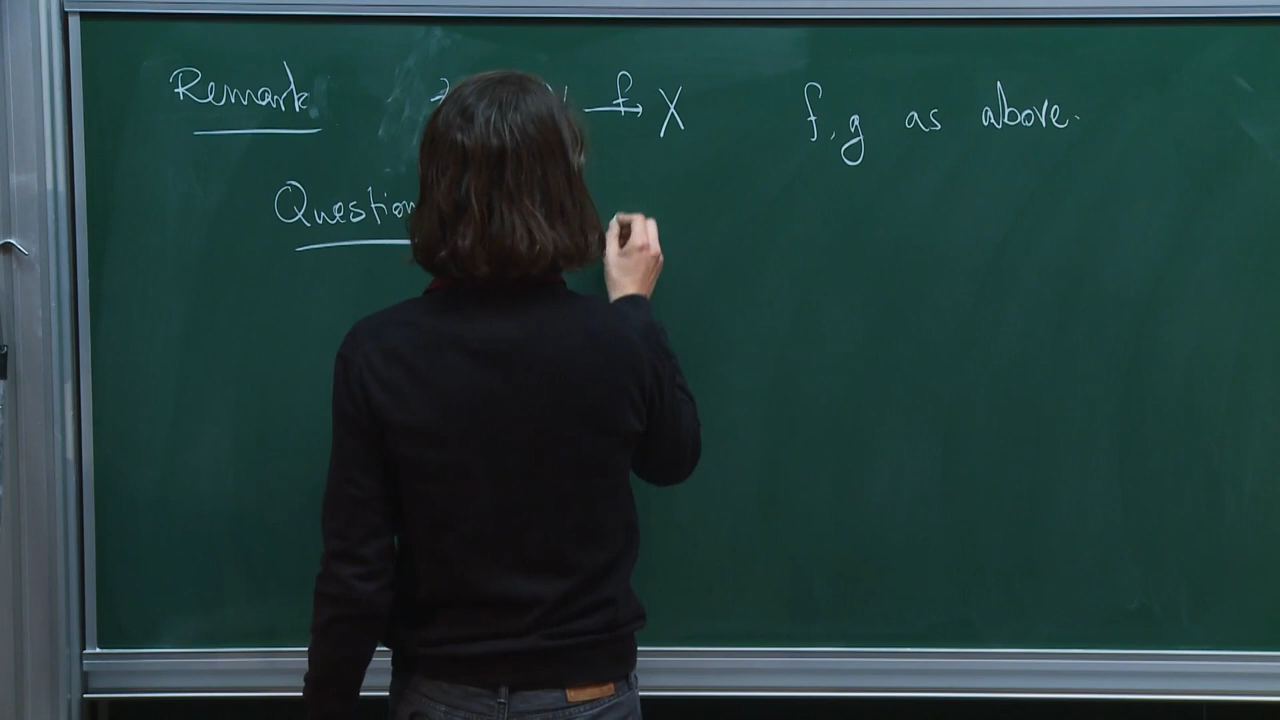 Remark f→ X f, g as above.
Question